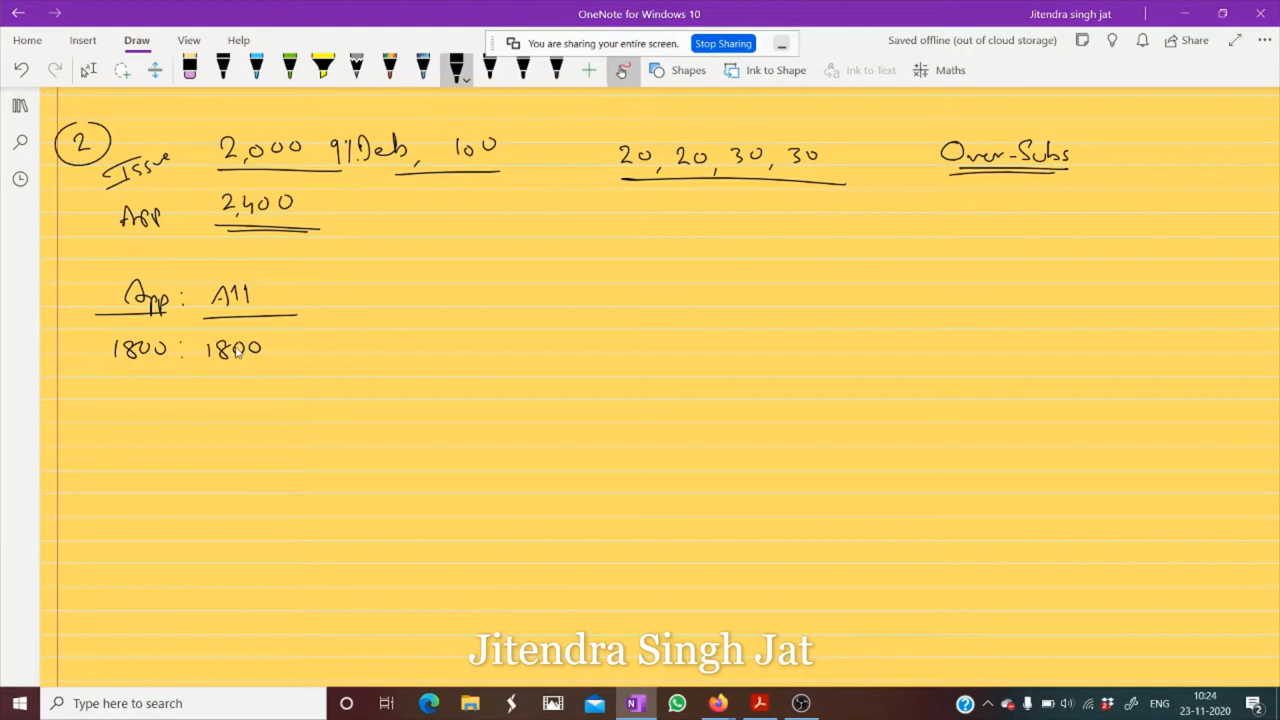 OneNote for Windows 10
Jitendra singh jat
Home Insert Draw View Help
You are sharing your entire screen. Stop Sharing
Saved offline (out of cloud storage)
Share
Shapes Ink to Shape Ink to Text Maths
2 Issue 2,000 9% Deb, 100 20, 20, 30, 30 Over-Subs
App 2,400
App : All
1800 : 1800
Jitendra Singh Jat
Type here to search
ENG
10:24
23-11-2020
2